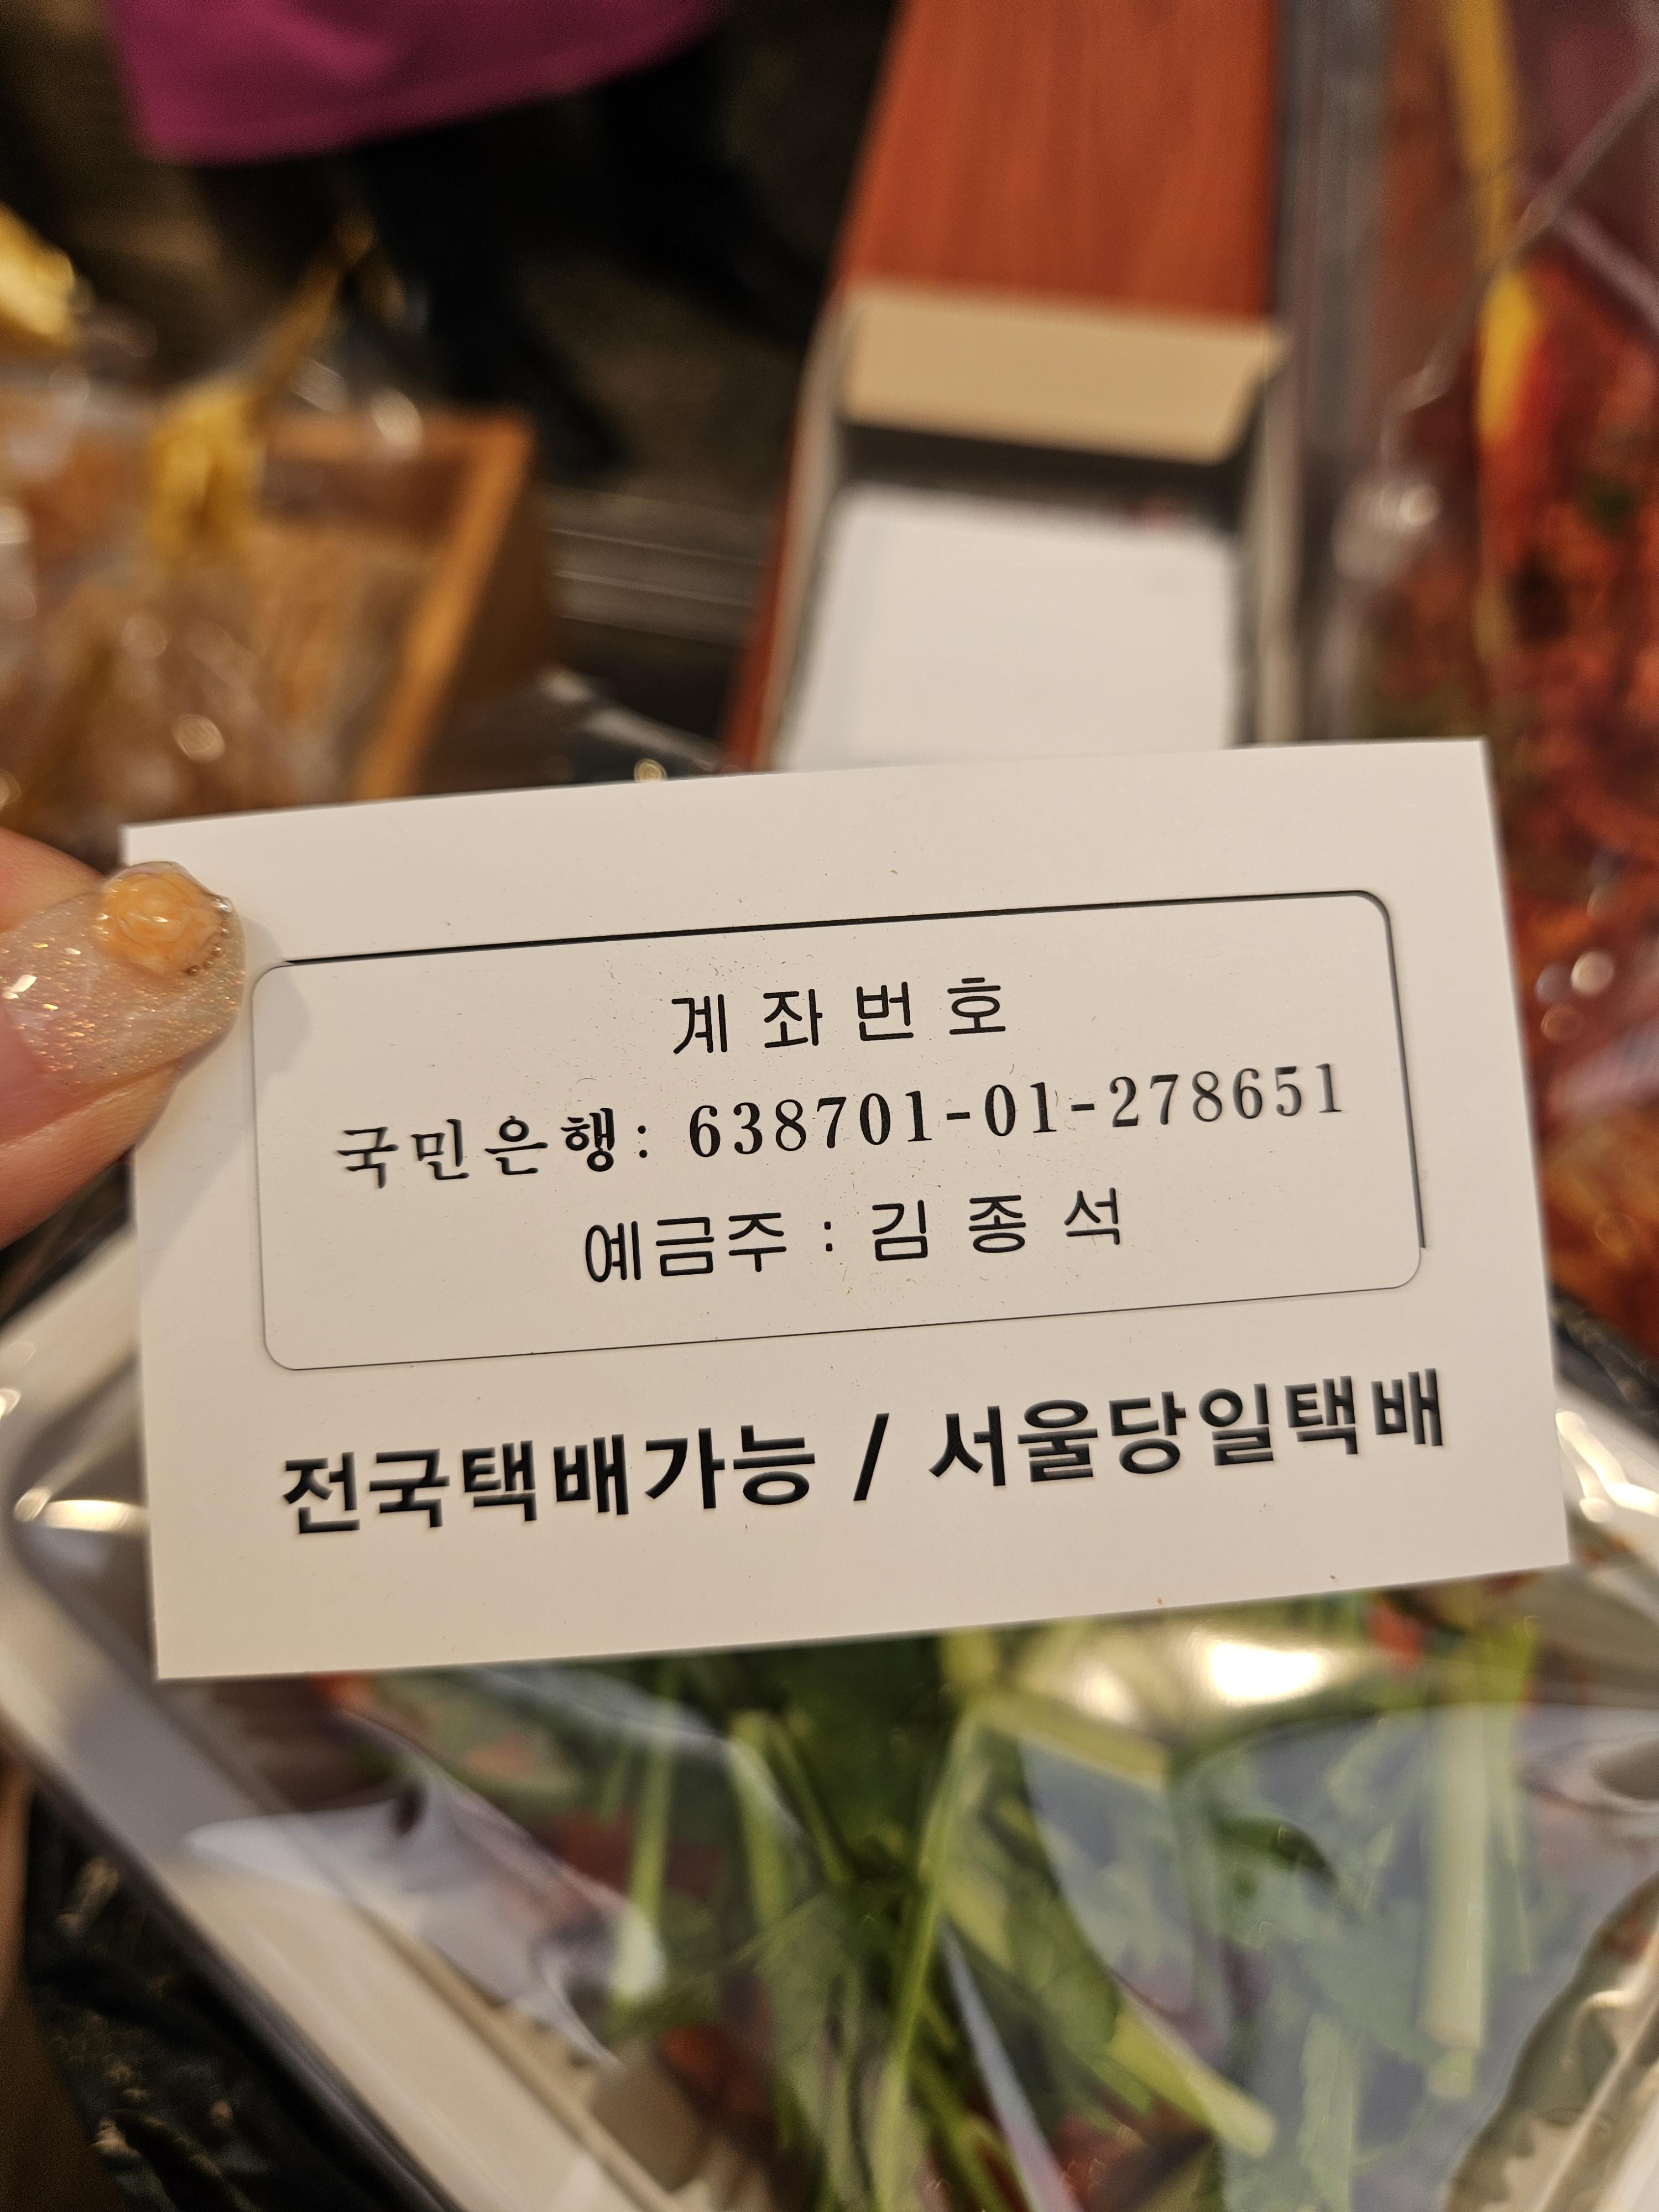 계 좌 번 호
국민은행: 638701-01-278651
예금주 : 김 종 석
전국택배가능 / 서울당일택배